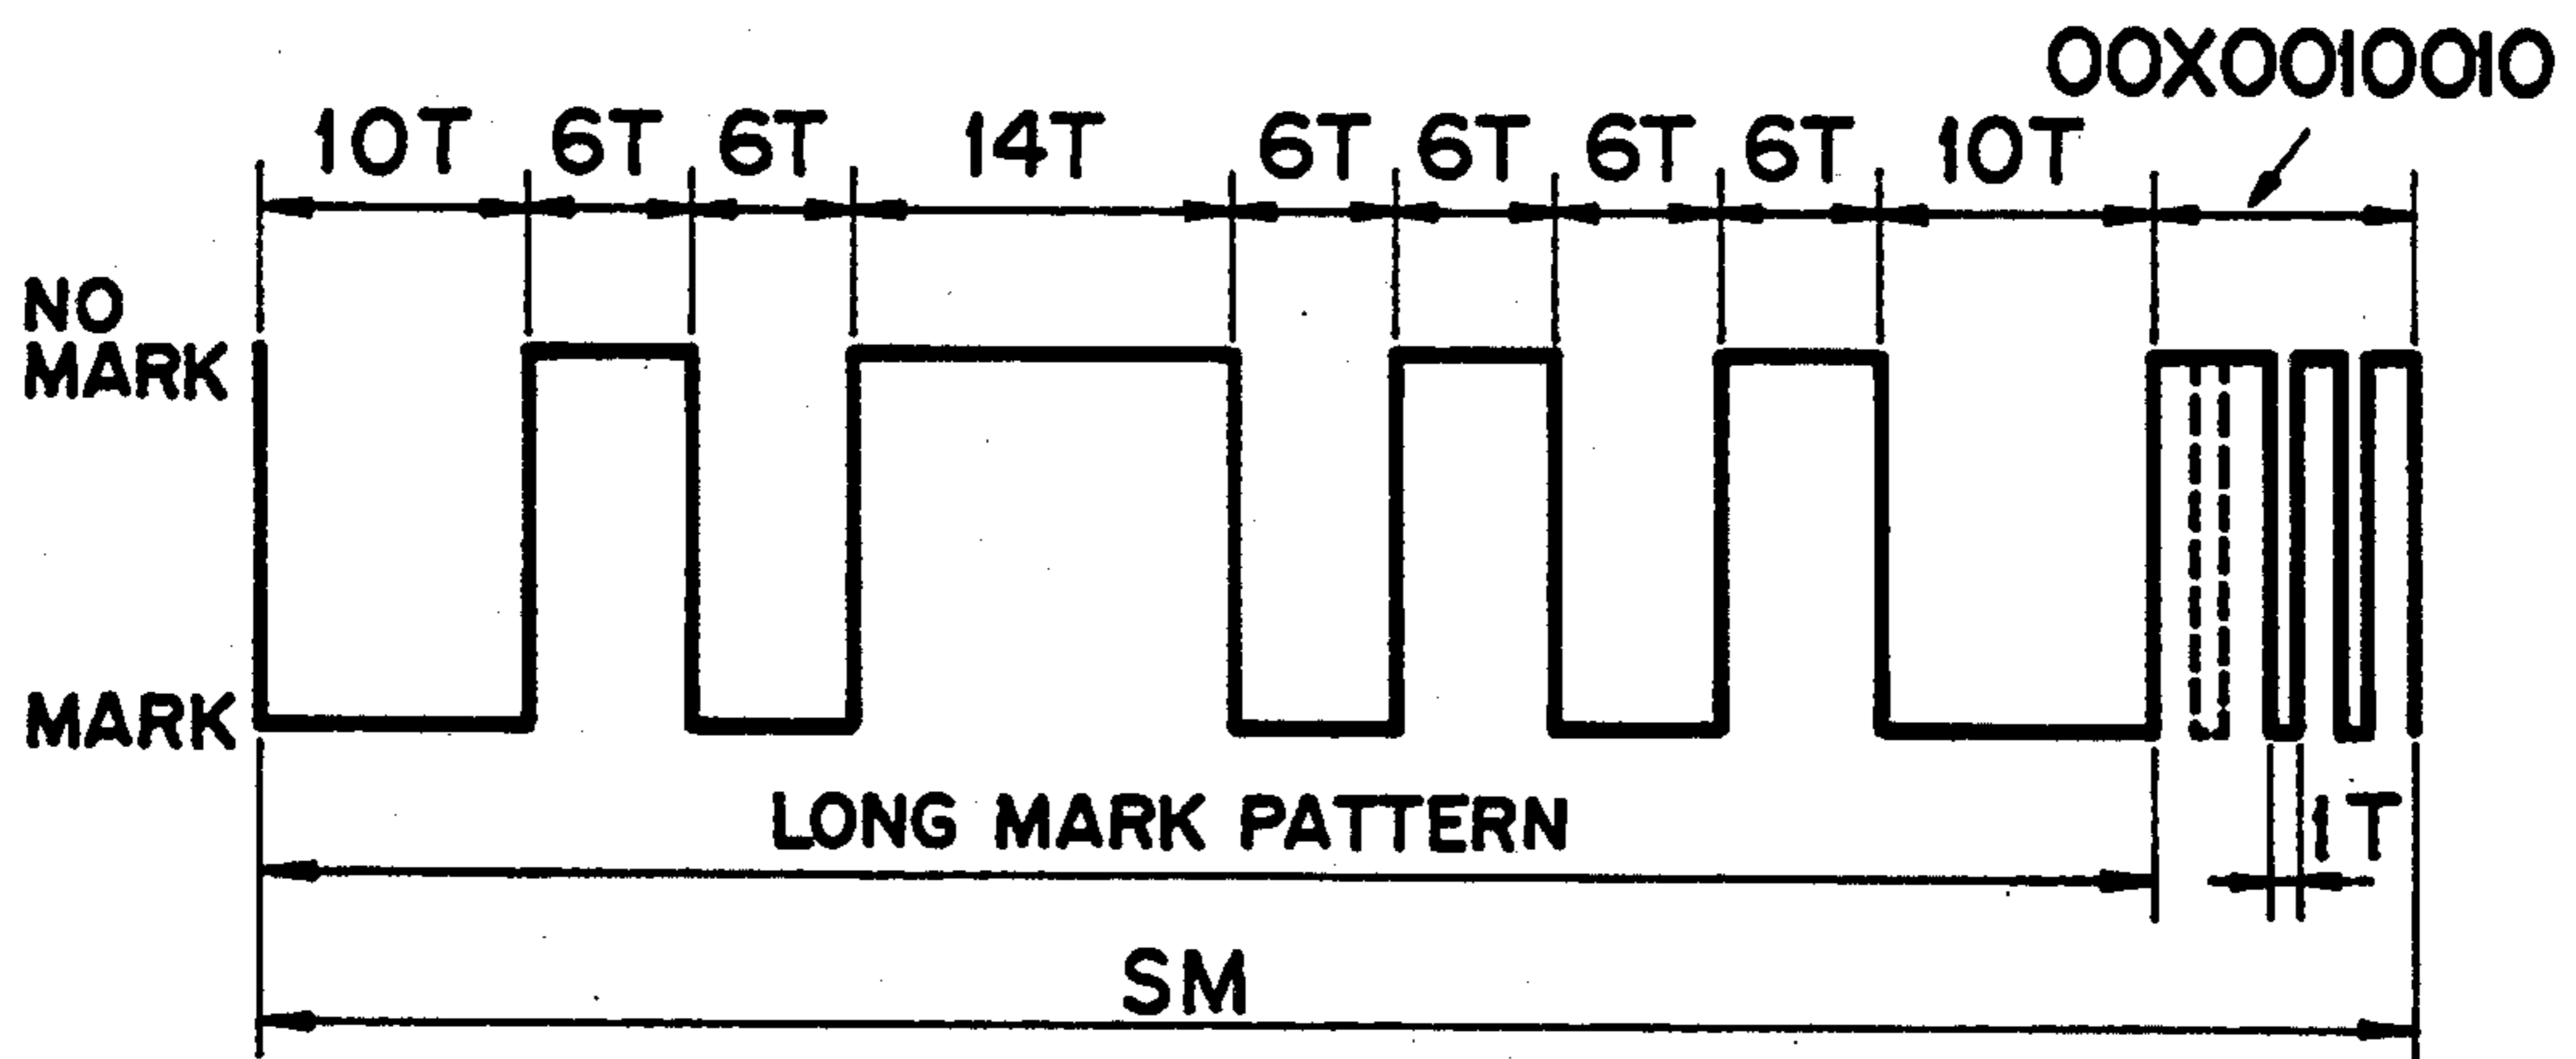 00X0010010
10T 6T 6T 14T 6T 6T 6T 6T 10T
NO
MARK
MARK
LONG MARK PATTERN
1T
SM